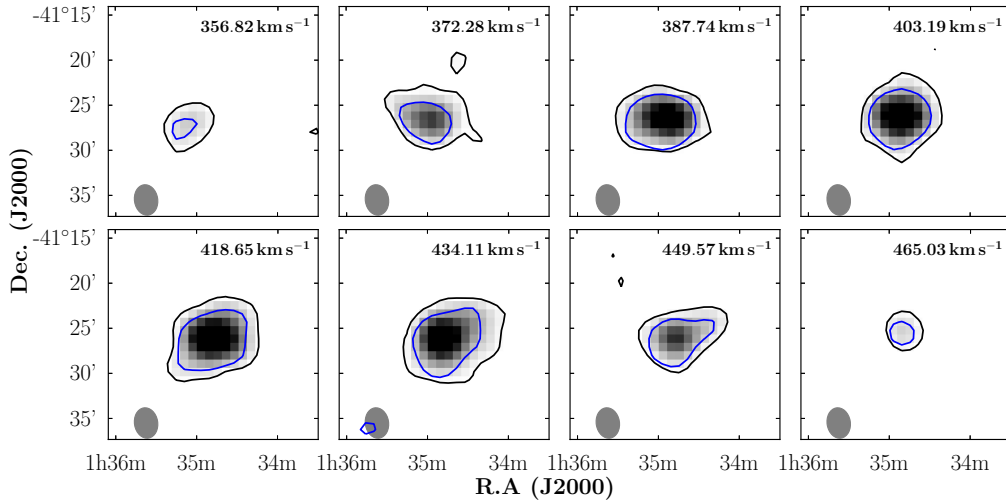 -41°15'
20'
25'
30'
35'
356.82 km s⁻¹
372.28 km s⁻¹
387.74 km s⁻¹
403.19 km s⁻¹
-41°15'
20'
25'
30'
35'
418.65 km s⁻¹
434.11 km s⁻¹
449.57 km s⁻¹
465.03 km s⁻¹
1h36m 35m 34m
1h36m 35m 34m
1h36m 35m 34m
1h36m 35m 34m
Dec. (J2000)
R.A (J2000)